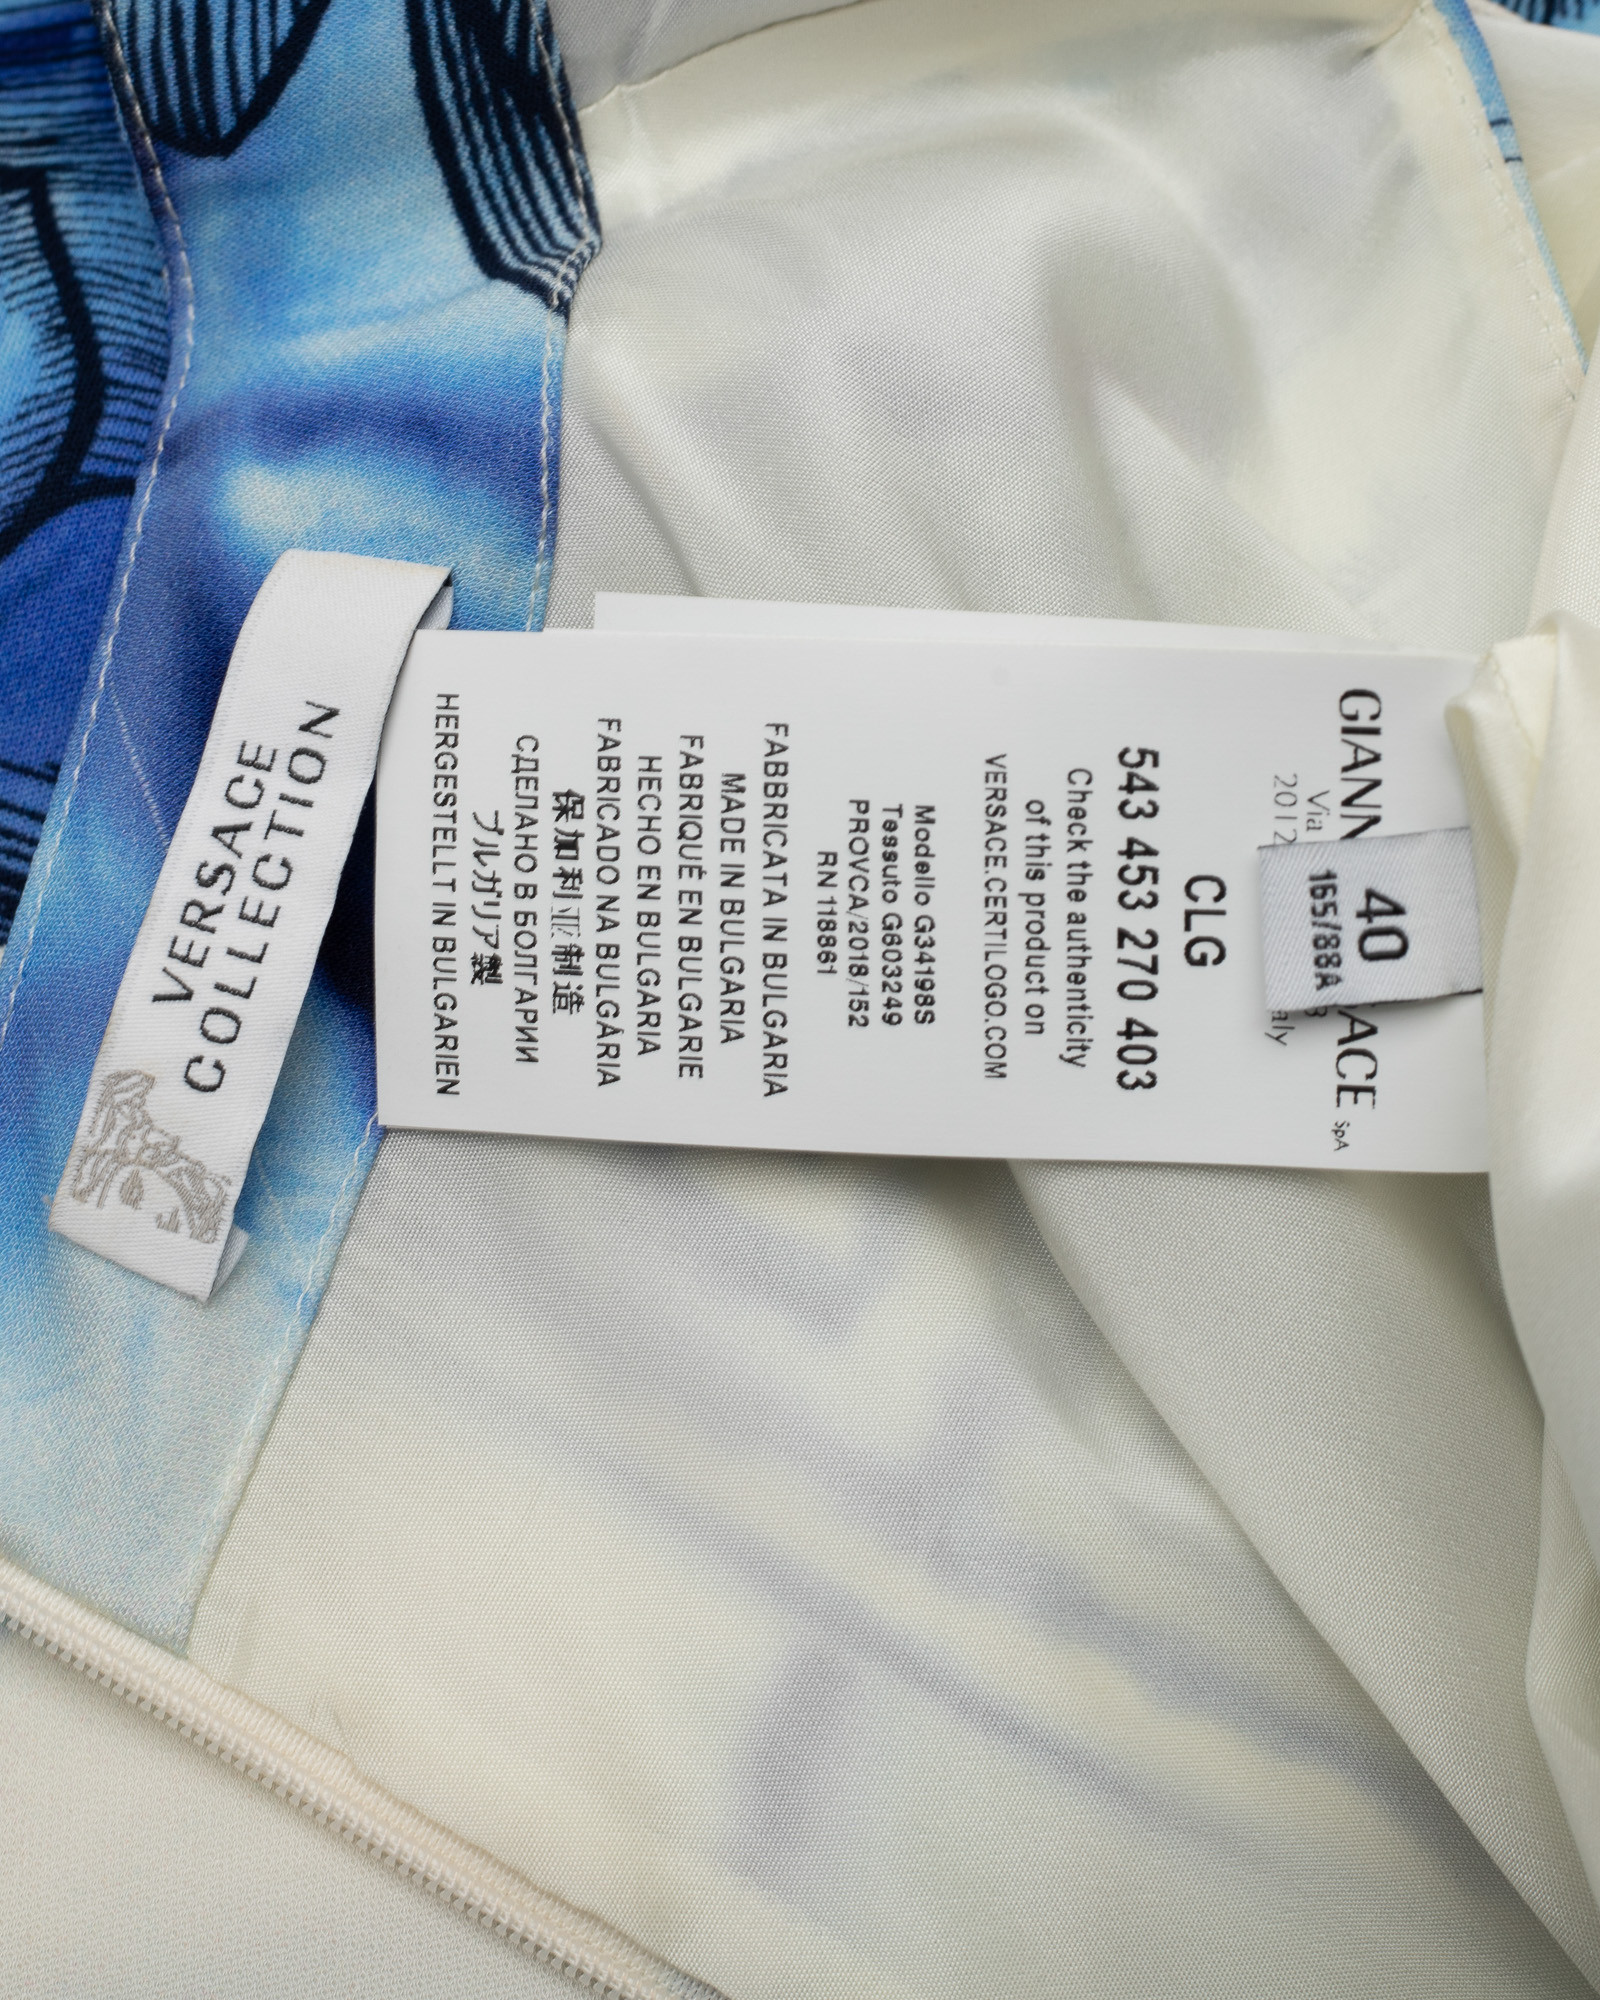 VERSACE
COLLECTION
GIANN
ACE SpA
Via
2012
aly
40
165/88A
CLG
543 453 270 403
Check the authenticity
of this product on
VERSACE.CERTILOGO.COM
Modello G34198S
Tessuto G603249
PROVCA/2018/152
RN 118861
FABBRICATA IN BULGARIA
MADE IN BULGARIA
FABRIQUÉ EN BULGARIE
HECHO EN BULGARIA
FABRICADO NA BULGÁRIA
保加利亚制造
СДЕЛАНО В БОЛГАРИИ
ブルガリア製
HERGESTELLT IN BULGARIEN